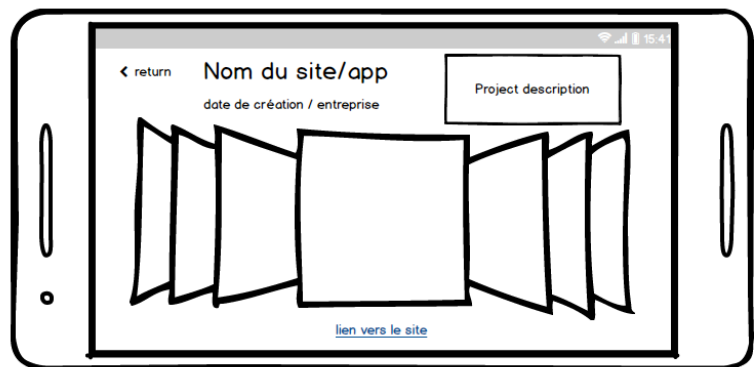 15:41
return
Nom du site/app
Project description
date de création / entreprise
lien vers le site